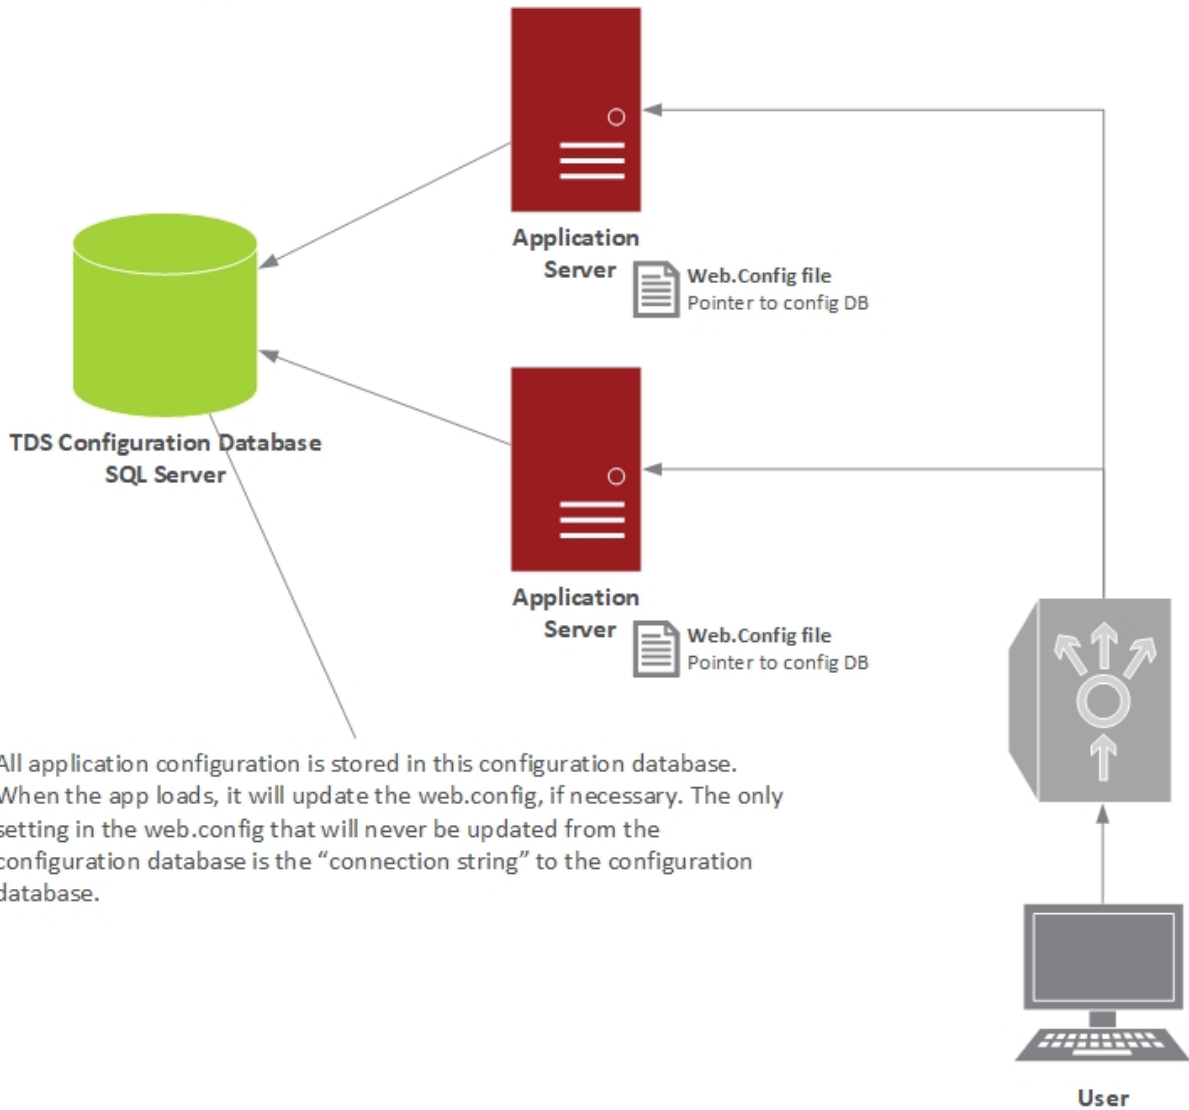 Application
Server
Web.Config file
Pointer to config DB
TDS Configuration Database
SQL Server
Application
Server
Web.Config file
Pointer to config DB
All application configuration is stored in this configuration database.
When the app loads, it will update the web.config, if necessary. The only
setting in the web.config that will never be updated from the
configuration database is the “connection string” to the configuration
database.
User